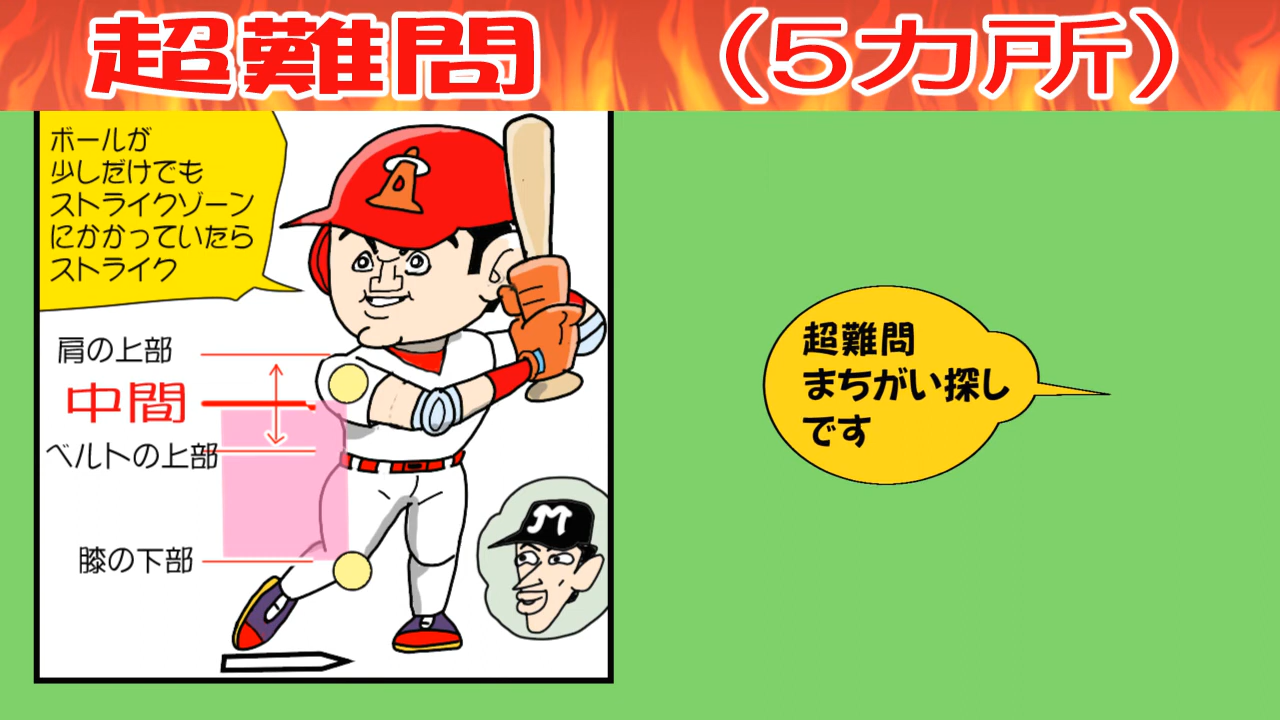 超難問 (5カ所)
ボールが
少しだけでも
ストライクゾーン
にかかっていたら
ストライク
肩の上部
中間
ベルトの上部
膝の下部
A
M
超難問
まちがい探し
です